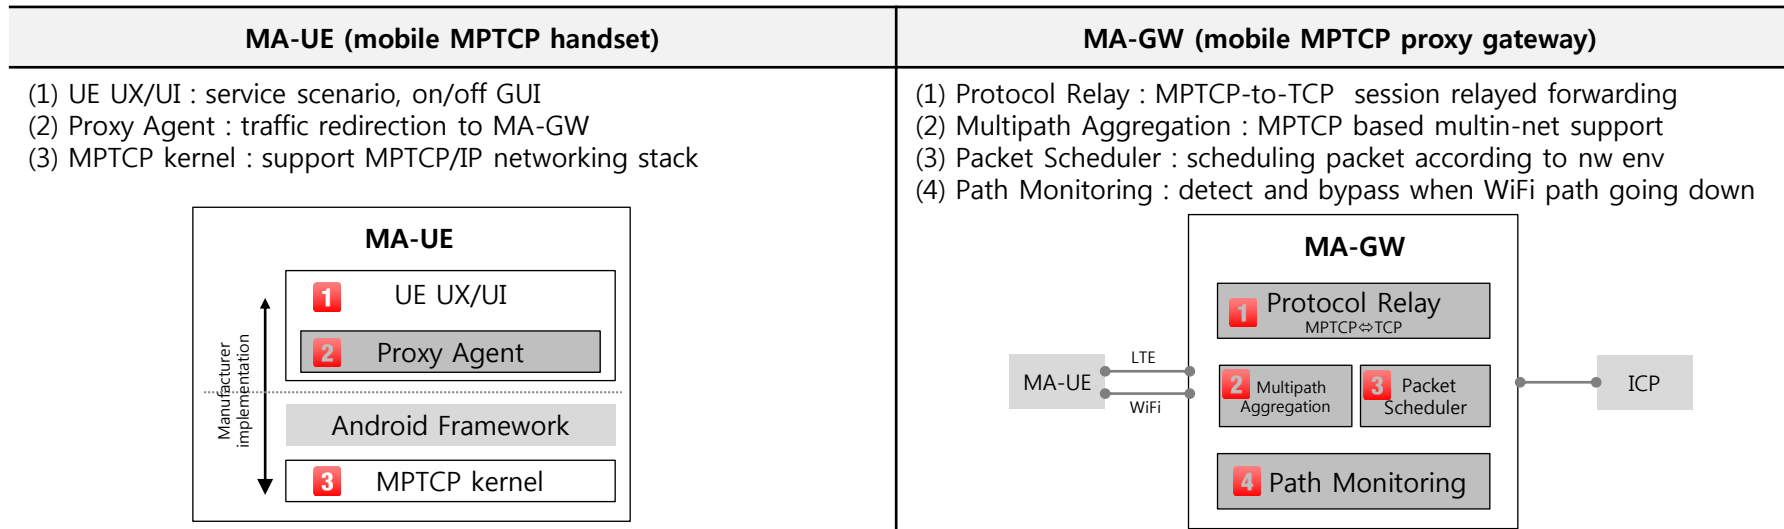 MA-UE (mobile MPTCP handset)
(1) UE UX/UI : service scenario, on/off GUI
(2) Proxy Agent : traffic redirection to MA-GW
(3) MPTCP kernel : support MPTCP/IP networking stack
MA-UE
1 UE UX/UI
2 Proxy Agent
Manufacturer
implementation
Android Framework
3 MPTCP kernel
MA-GW (mobile MPTCP proxy gateway)
(1) Protocol Relay : MPTCP-to-TCP session relayed forwarding
(2) Multipath Aggregation : MPTCP based multin-net support
(3) Packet Scheduler : scheduling packet according to nw env
(4) Path Monitoring : detect and bypass when WiFi path going down
MA-GW
1 Protocol Relay
MPTCP⇔TCP
MA-UE
LTE
WiFi
2 Multipath
Aggregation
3 Packet
Scheduler
ICP
4 Path Monitoring